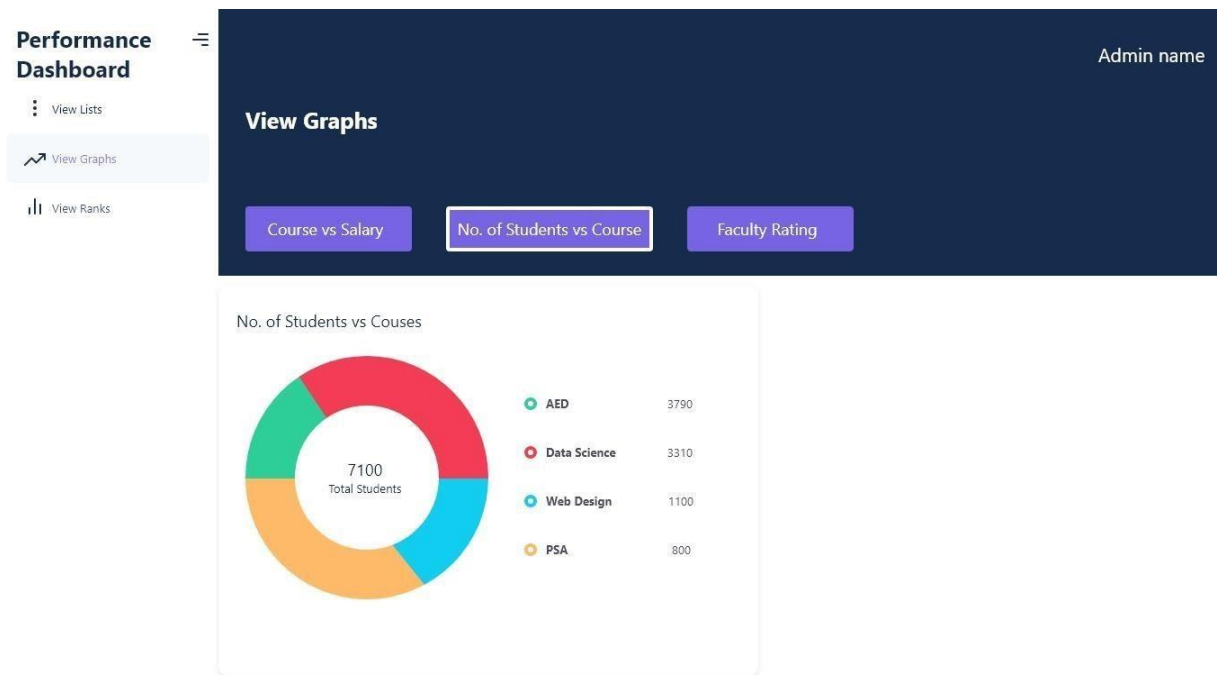 Performance
Dashboard
View Lists
View Graphs
View Ranks
Admin name
View Graphs
Course vs Salary
No. of Students vs Course
Faculty Rating
No. of Students vs Couses
7100
Total Students
AED 3790
Data Science 3310
Web Design 1100
PSA 800